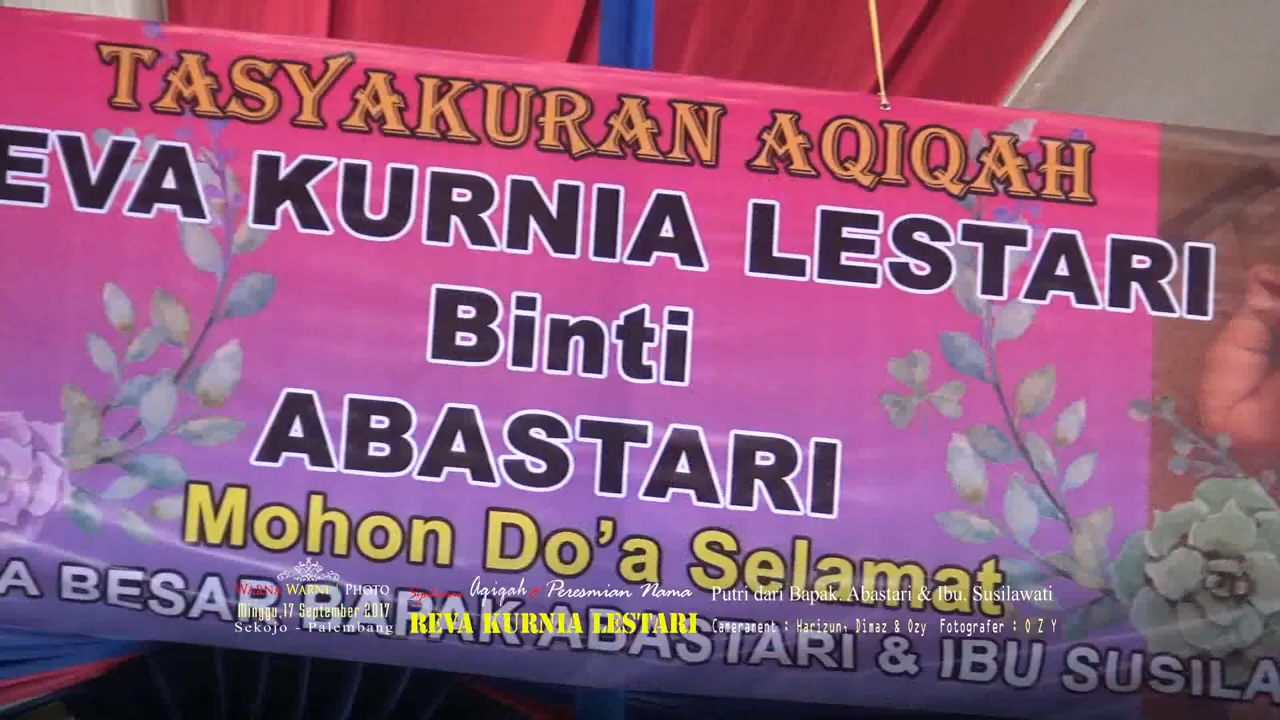 TASYAKURAN AQIQAH
EVA KURNIA LESTARI
Binti
ABASTARI
Mohon Do'a Selamat
A BESAR BAPAK ABASTARI & IBU SUSILA
WARNA WARNI PHOTO
Minggu,17 September 2017
Sekojo - Palembang
Aqiqah & Peresmian Nama
REVA KURNIA LESTARI
Putri dari Bapak. Abastari & Ibu. Susilawati
Camerament : Harizun, Dimaz & Ozy Fotografer : O Z Y